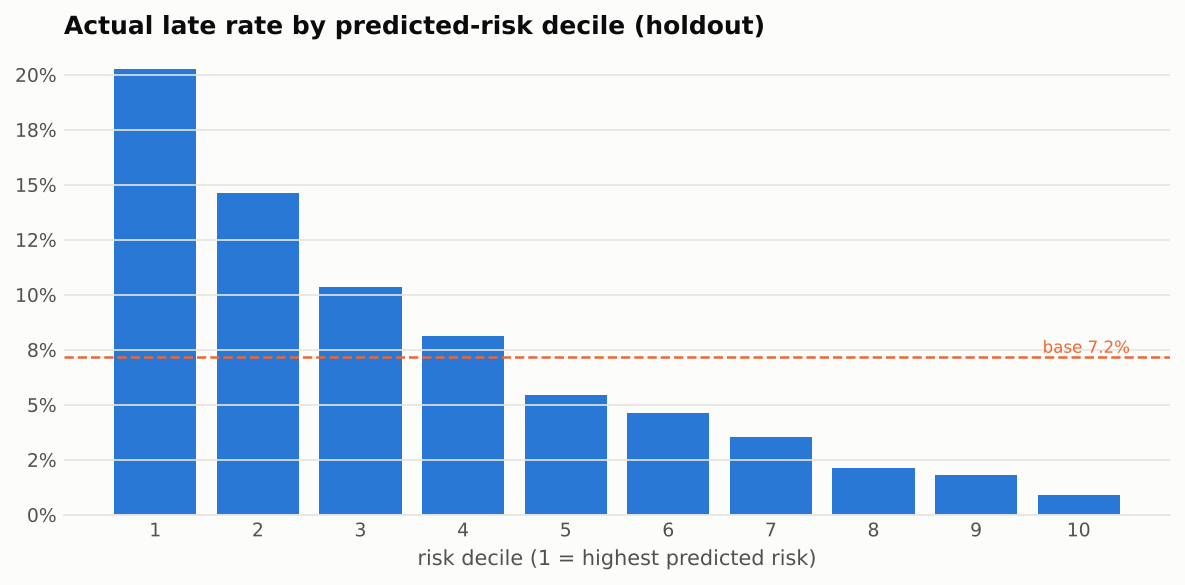 Actual late rate by predicted-risk decile (holdout)
20%
18%
15%
12%
10%
8%
base 7.2%
5%
2%
0%
1 2 3 4 5 6 7 8 9 10
risk decile (1 = highest predicted risk)